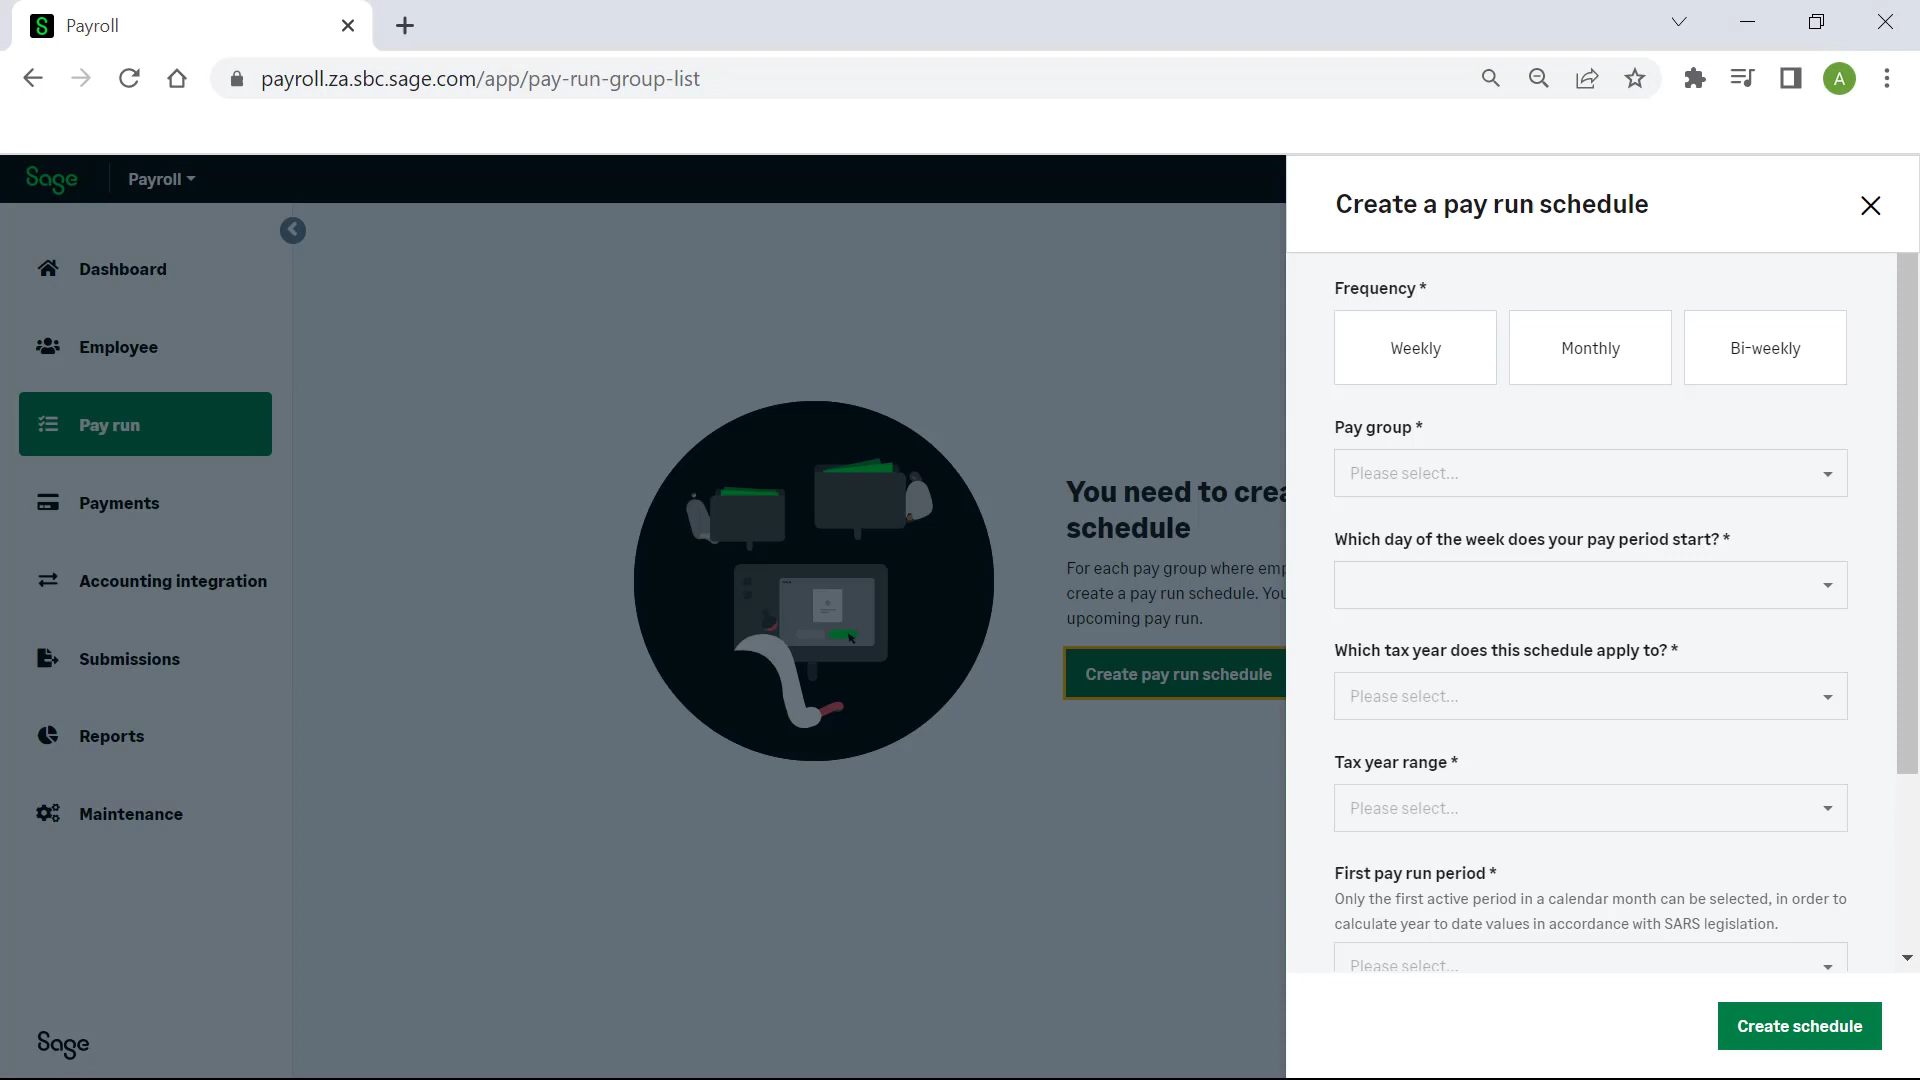 Payroll
payroll.za.sbc.sage.com/app/pay-run-group-list
A
Sage
Payroll
Dashboard
Employee
Pay run
Payments
Accounting integration
Submissions
Reports
Maintenance
Sage
You need to crea
schedule
For each pay group where emp
create a pay run schedule. You
upcoming pay run.
Create pay run schedule
Create a pay run schedule
Frequency *
Weekly
Monthly
Bi-weekly
Pay group *
Please select...
Which day of the week does your pay period start? *
Which tax year does this schedule apply to? *
Please select...
Tax year range *
Please select...
First pay run period *
Only the first active period in a calendar month can be selected, in order to
calculate year to date values in accordance with SARS legislation.
Please select...
Create schedule